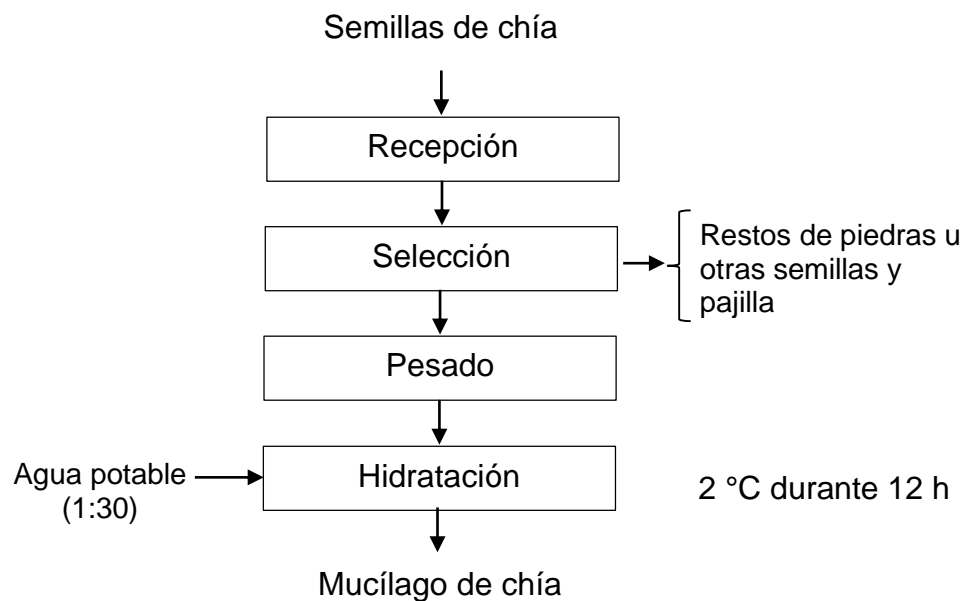 Semillas de chía
Recepción
Selección
Restos de piedras u
otras semillas y
pajilla
Pesado
Agua potable
(1:30)
Hidratación
2 °C durante 12 h
Mucílago de chía